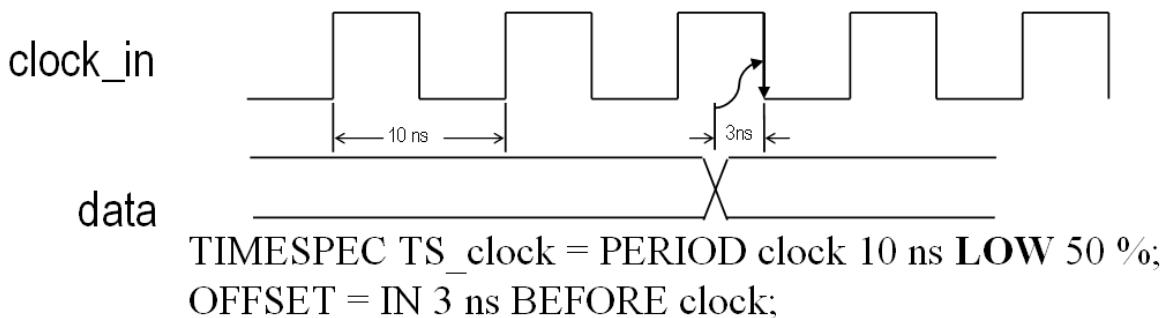 clock_in
10 ns
3ns
data
TIMESPEC TS_clock = PERIOD clock 10 ns LOW 50 %;
OFFSET = IN 3 ns BEFORE clock;